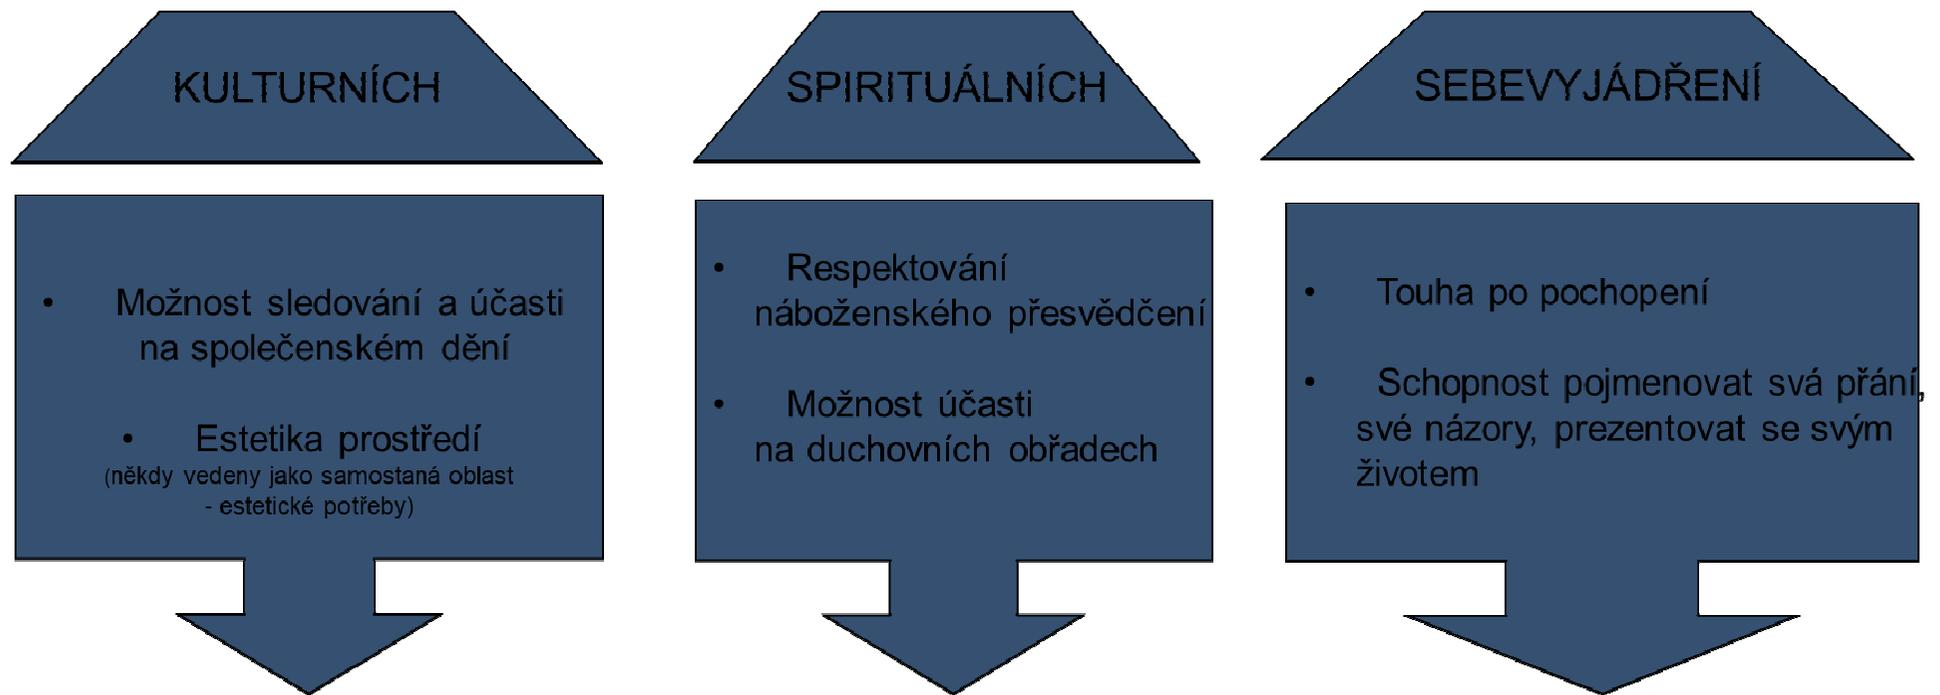 KULTURNÍCH
• Možnost sledování a účasti
na společenském dění
• Estetika prostředí
(někdy vedeny jako samostaná oblast
- estetické potřeby)
SPIRITUÁLNÍCH
• Respektování
náboženského přesvědčení
• Možnost účasti
na duchovních obřadech
SEBEVYJÁDŘENÍ
• Touha po pochopení
• Schopnost pojmenovat svá přání,
své názory, prezentovat se svým
životem